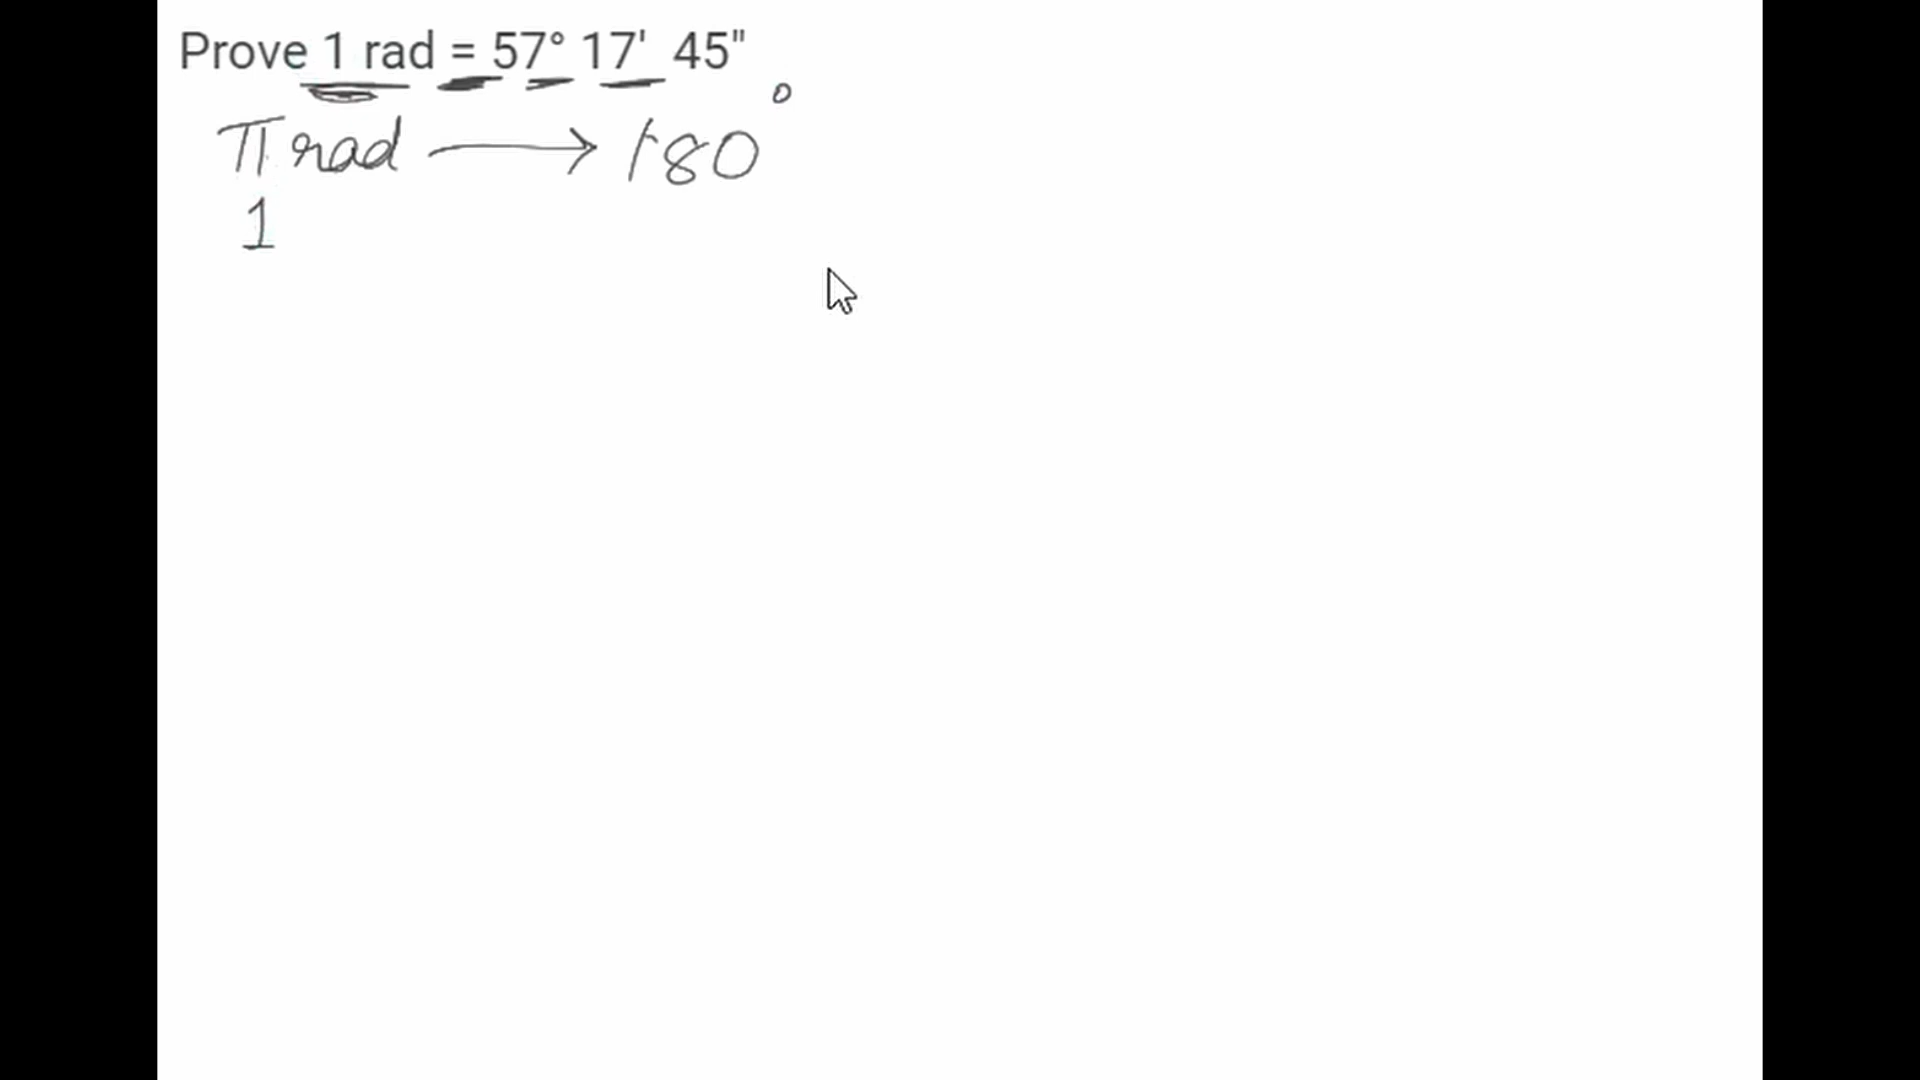 Prove 1 rad = 57° 17' 45"
π rad → 180°
1